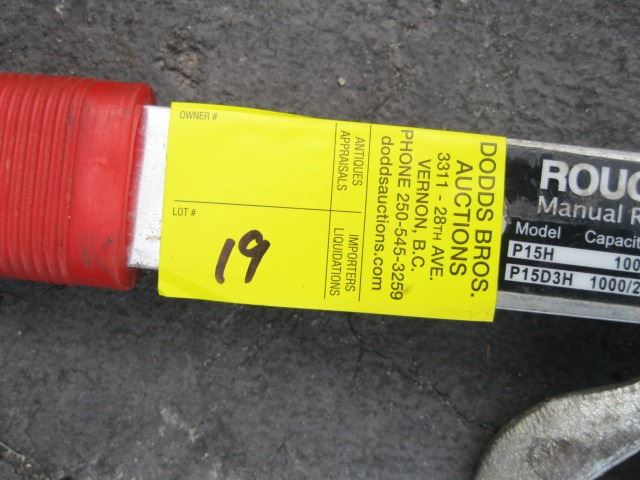 OWNER #
LOT #
19
ANTIQUES
APPRAISALS
IMPORTERS
LIQUIDATIONS
DODDS BROS.
AUCTIONS
3311 - 28TH AVE.
VERNON, B.C.
PHONE 250-545-3259
doddsauctions.com
ROUG
Manual R
Model Capacit
P15H 100
P15D3H 1000/2